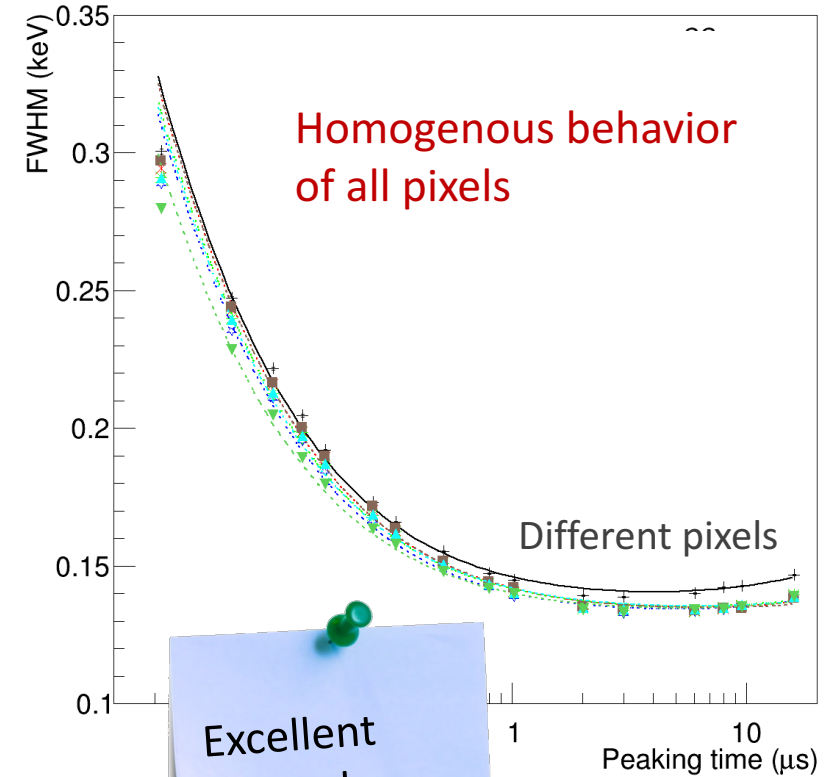 0.35
FWHM (keV)
Homogenous behavior
of all pixels
0.3
0.25
0.2
Different pixels
0.15
0.1
Excellent
1
10
Peaking time (μs)